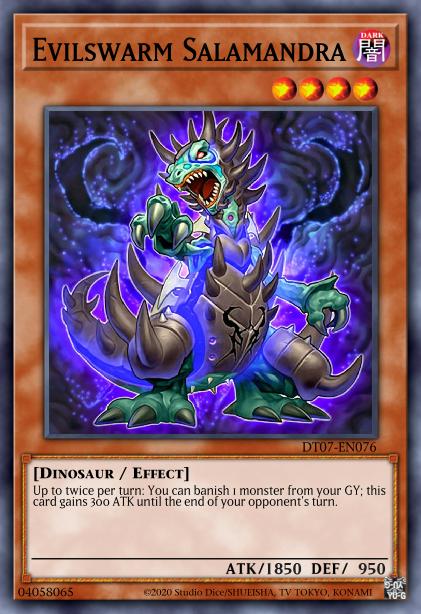 Evilswarm Salamandra
DARK
闇
DT07-EN076
[Dinosaur / Effect]
Up to twice per turn: You can banish 1 monster from your GY; this
card gains 300 ATK until the end of your opponent's turn.
ATK/1850 DEF/ 950
04058065
©2020 Studio Dice/SHUEISHA, TV TOKYO, KONAMI